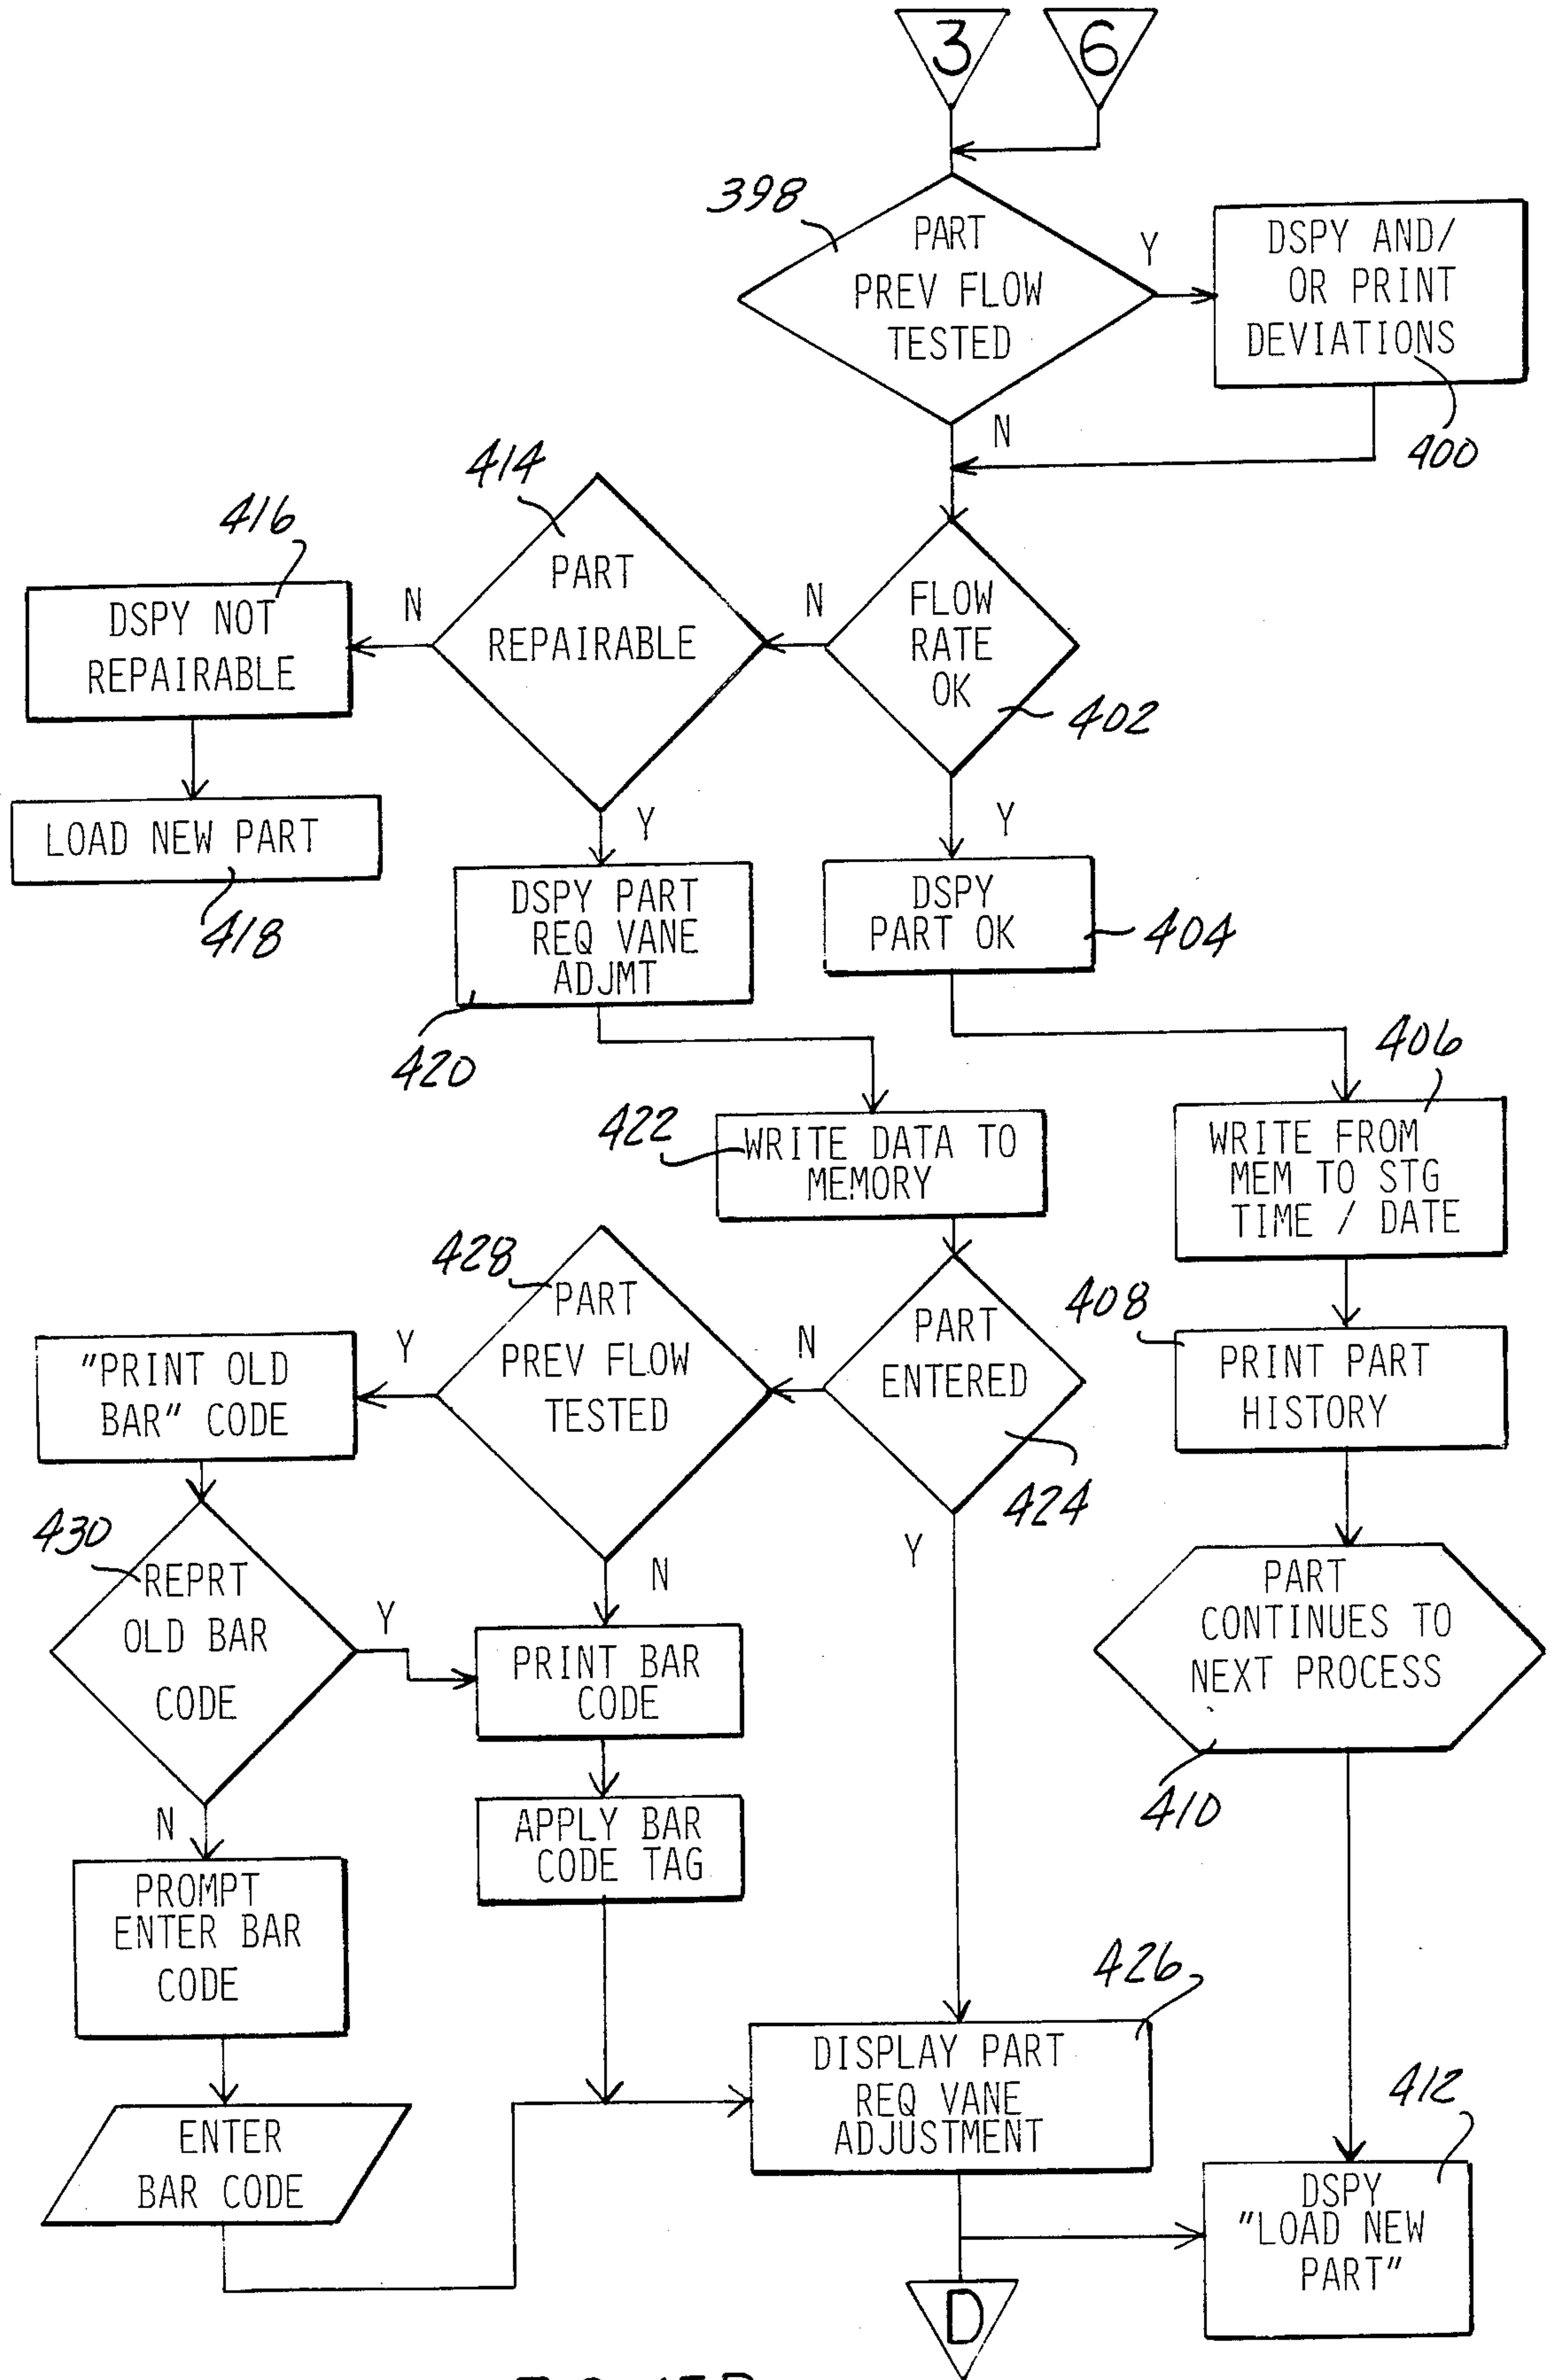 3
6
398
PART
PREV FLOW
TESTED
Y
DSPY AND/
OR PRINT
DEVIATIONS
400
N
414
416
PART
REPAIRABLE
N
FLOW
RATE
OK
402
N
DSPY NOT
REPAIRABLE
LOAD NEW PART
418
Y
Y
DSPY PART
REQ VANE
ADJMT
420
DSPY
PART OK
404
406
422
WRITE DATA TO
MEMORY
WRITE FROM
MEM TO STG
TIME / DATE
428
PART
PREV FLOW
TESTED
N
PART
ENTERED
424
408
PRINT PART
HISTORY
Y
"PRINT OLD
BAR" CODE
430
REPRT
OLD BAR
CODE
Y
N
Y
PRINT BAR
CODE
PART
CONTINUES TO
NEXT PROCESS
410
N
APPLY BAR
CODE TAG
PROMPT
ENTER BAR
CODE
426
DISPLAY PART
REQ VANE
ADJUSTMENT
412
ENTER
BAR CODE
DSPY
"LOAD NEW
PART"
D